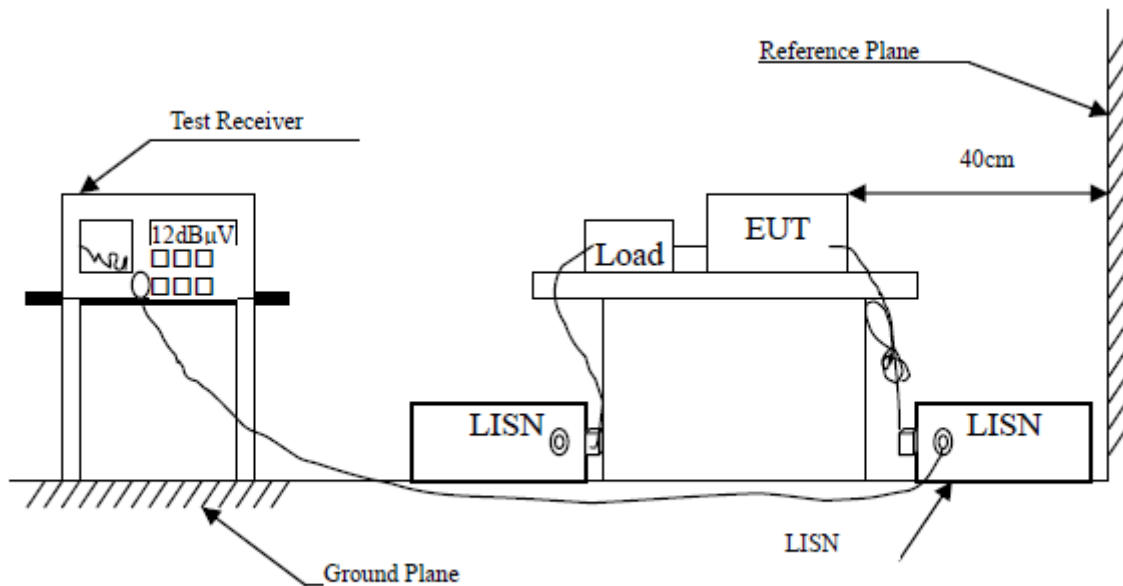 Reference Plane
Test Receiver
40cm
12dBµV
Load
EUT
LISN
LISN
LISN
Ground Plane